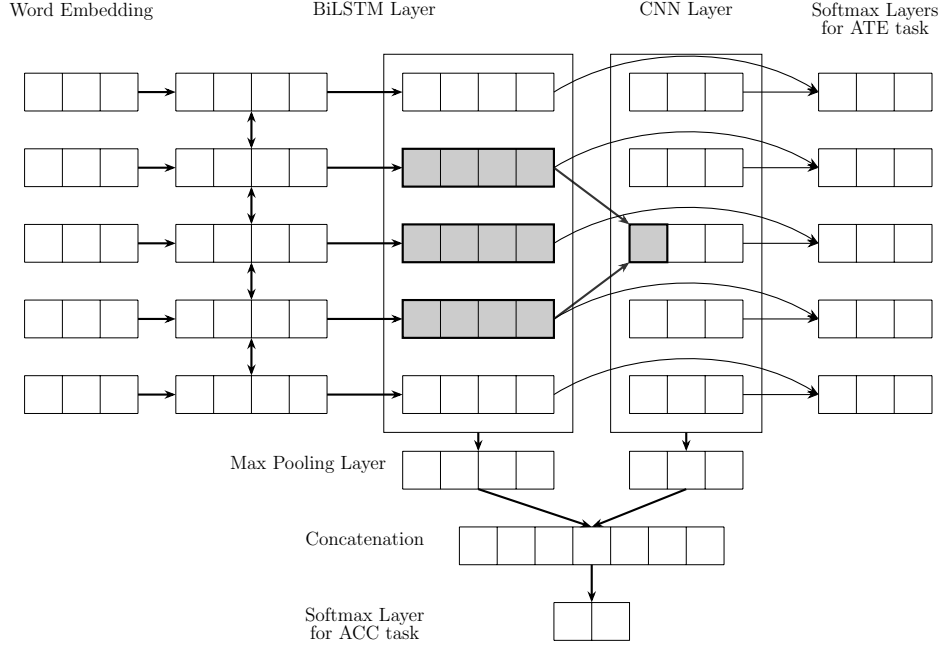 Word Embedding
BiLSTM Layer
CNN Layer
Softmax Layers
for ATE task
Max Pooling Layer
Concatenation
Softmax Layer
for ACC task